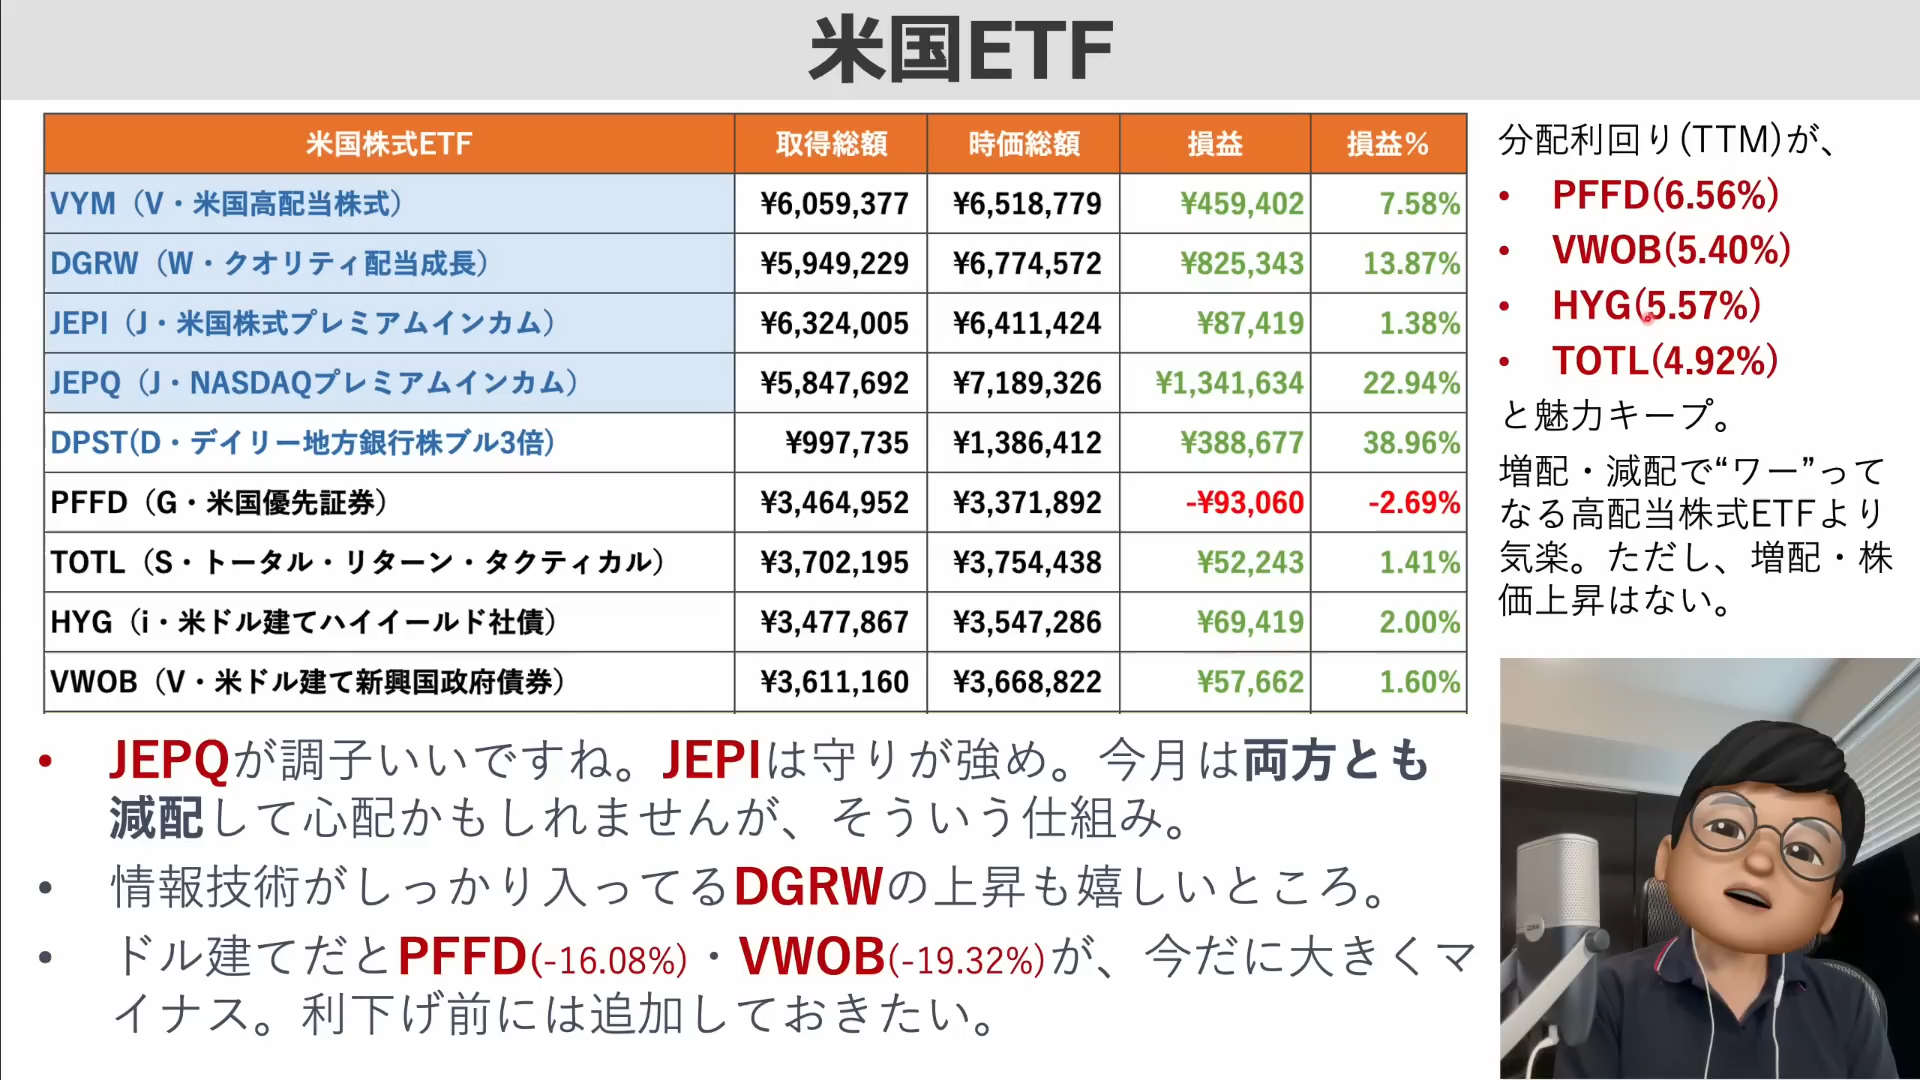 米国ETF
米国株式ETF 取得総額 時価総額 損益 損益%
VYM（V・米国高配当株式） ¥6,059,377 ¥6,518,779 ¥459,402 7.58%
DGRW（W・クオリティ配当成長） ¥5,949,229 ¥6,774,572 ¥825,343 13.87%
JEPI（J・米国株式プレミアムインカム） ¥6,324,005 ¥6,411,424 ¥87,419 1.38%
JEPQ（J・NASDAQプレミアムインカム） ¥5,847,692 ¥7,189,326 ¥1,341,634 22.94%
DPST(D・デイリー地方銀行株ブル3倍) ¥997,735 ¥1,386,412 ¥388,677 38.96%
PFFD（G・米国優先証券） ¥3,464,952 ¥3,371,892 -¥93,060 -2.69%
TOTL（S・トータル・リターン・タクティカル） ¥3,702,195 ¥3,754,438 ¥52,243 1.41%
HYG（i・米ドル建てハイイールド社債） ¥3,477,867 ¥3,547,286 ¥69,419 2.00%
VWOB（V・米ドル建て新興国政府債券） ¥3,611,160 ¥3,668,822 ¥57,662 1.60%
分配利回り(TTM)が、
• PFFD(6.56%)
• VWOB(5.40%)
• HYG(5.57%)
• TOTL(4.92%)
と魅力キープ。
増配・減配で“ワー”って
なる高配当株式ETFより
気楽。ただし、増配・株
価上昇はない。
• JEPQが調子いいですね。JEPIは守りが強め。今月は両方とも
減配して心配かもしれませんが、そういう仕組み。
• 情報技術がしっかり入ってるDGRWの上昇も嬉しいところ。
• ドル建てだとPFFD(-16.08%)・VWOB(-19.32%)が、今だに大きくマ
イナス。利下げ前には追加しておきたい。